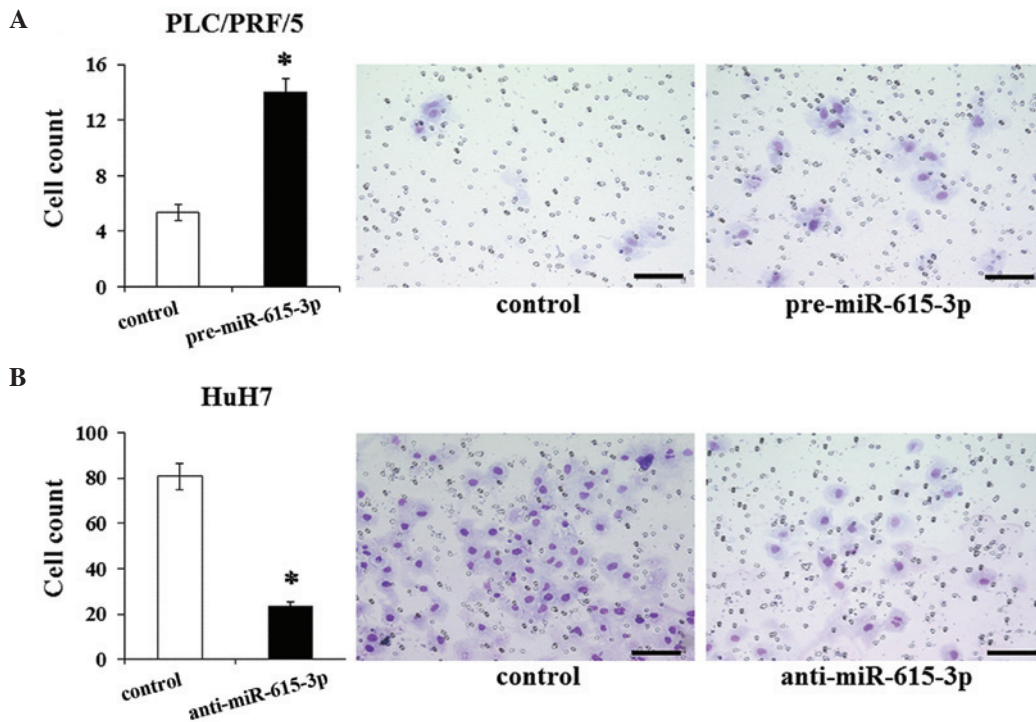 A
PLC/PRF/5
Cell count
16
12
8
4
0
*
control
pre-miR-615-3p
control
pre-miR-615-3p
B
HuH7
Cell count
100
80
60
40
20
0
*
control
anti-miR-615-3p
control
anti-miR-615-3p